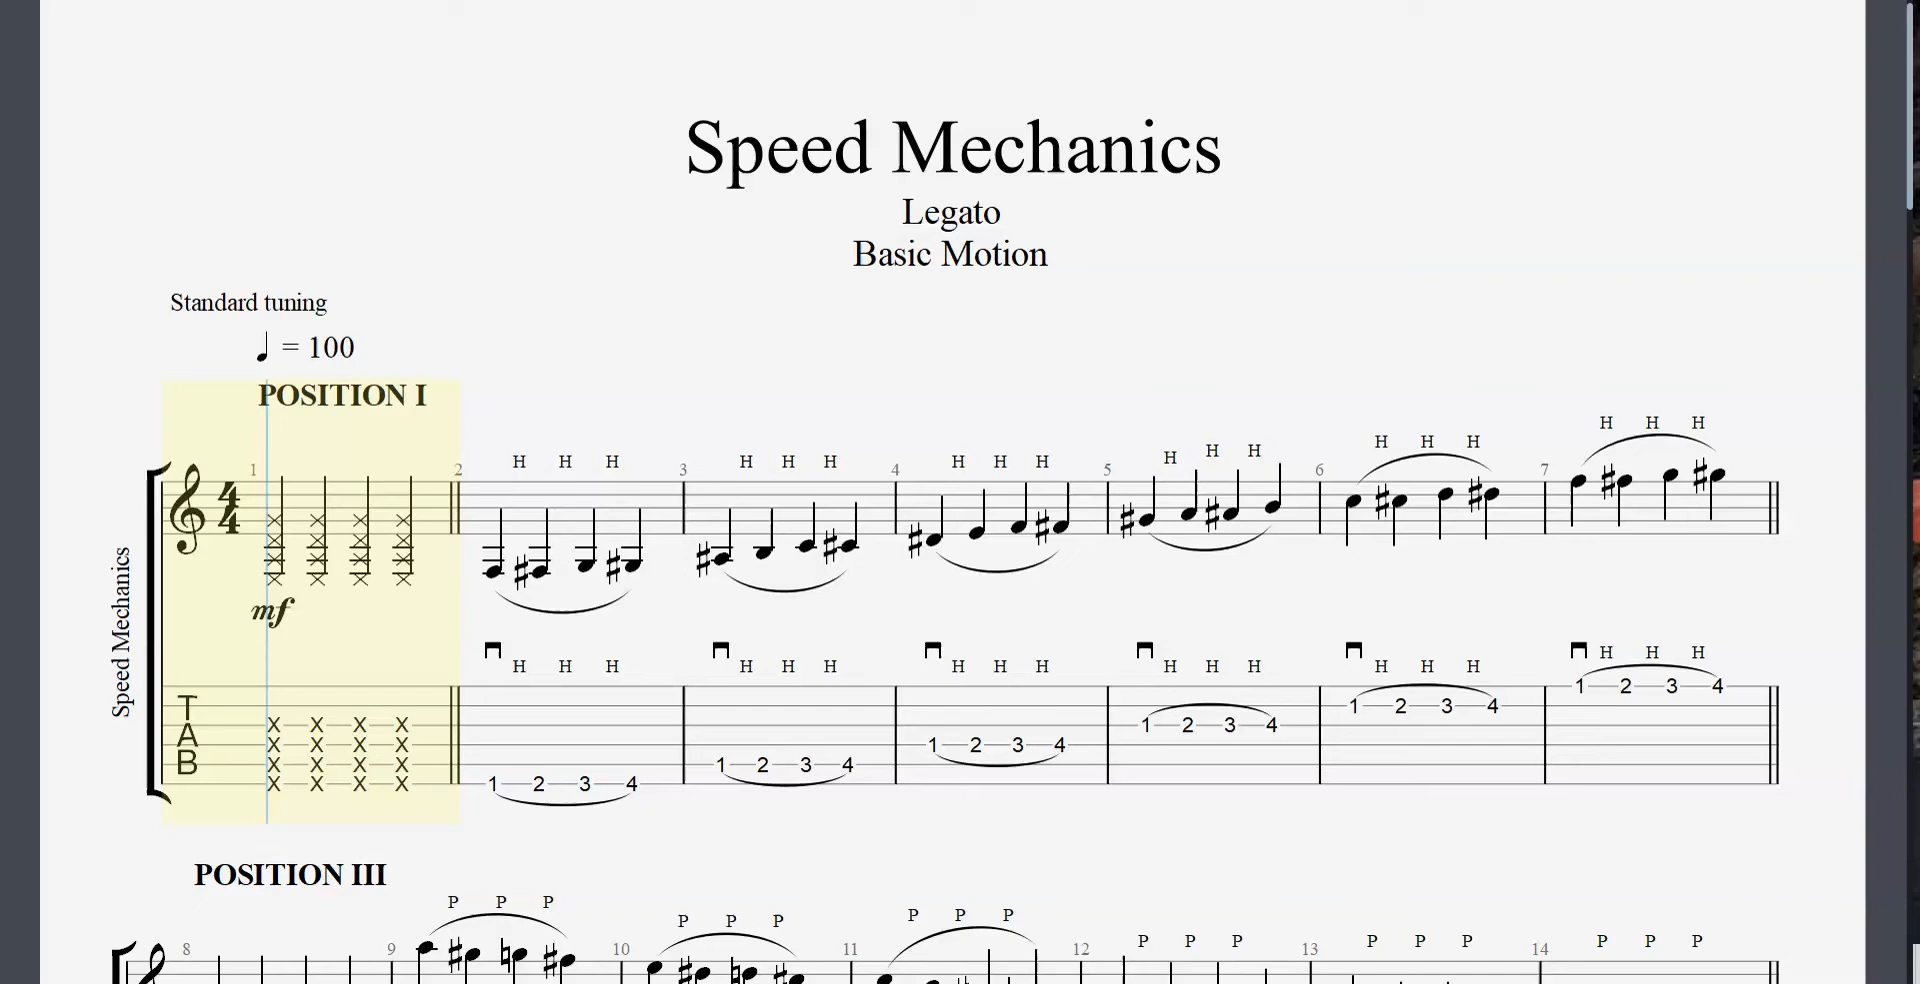 Speed Mechanics
Legato
Basic Motion
Standard tuning
♩ = 100
POSITION I
H H H H H H H H H H H H H H H H H H
1 2 3 4 5 6 7
4
4
mf
Speed Mechanics
H H H H H H H H H H H H H H H H H H
T
A
B
X X X X
X X X X
X X X X
X X X X
1 2 3 4 1 2 3 4 1 2 3 4 1 2 3 4 1 2 3 4 1 2 3 4
POSITION III
P P P P P P P P P P P P P P P P P P
8 9 10 11 12 13 14